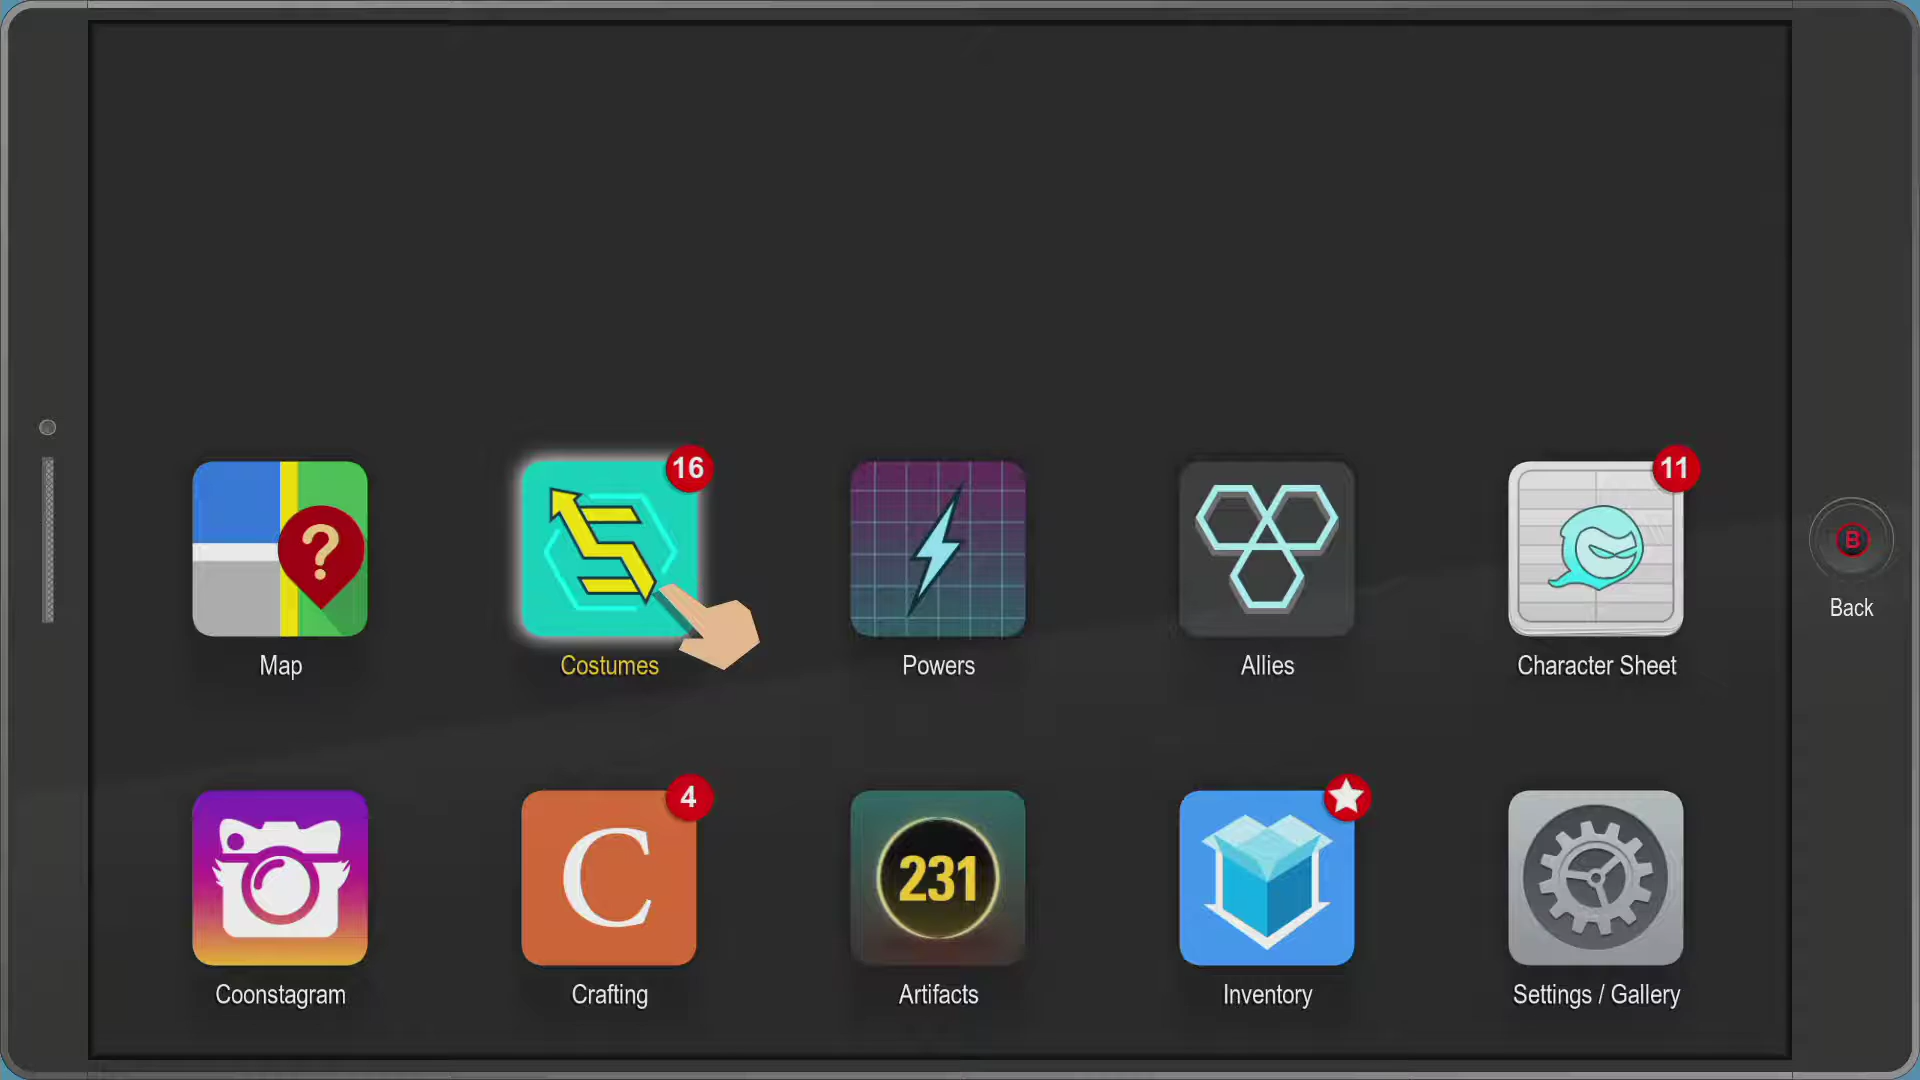 16
11
?
B
Back
Map
Costumes
Powers
Allies
Character Sheet
4
C
231
Coonstagram
Crafting
Artifacts
Inventory
Settings / Gallery